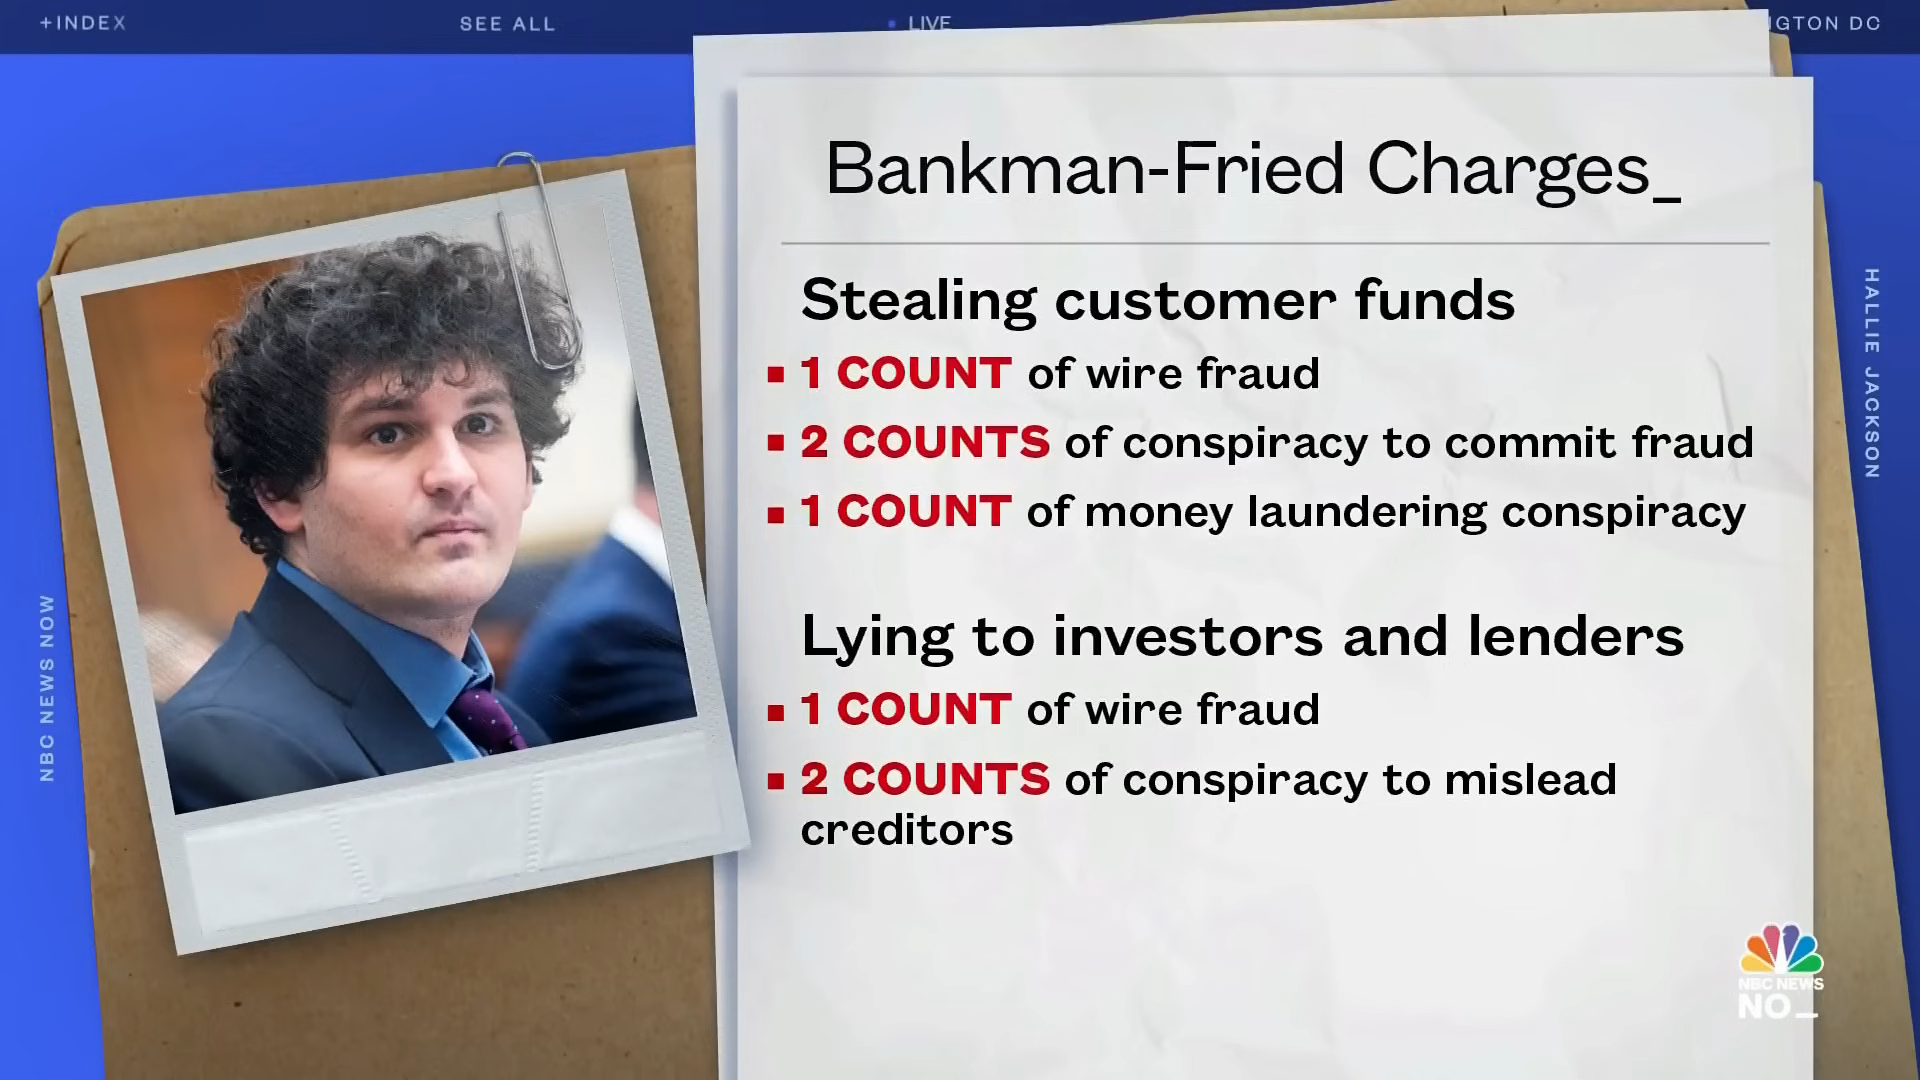 +INDEX
SEE ALL
LIVE
NGTON DC
Bankman-Fried Charges_
Stealing customer funds
1 COUNT of wire fraud
2 COUNTS of conspiracy to commit fraud
1 COUNT of money laundering conspiracy
Lying to investors and lenders
1 COUNT of wire fraud
2 COUNTS of conspiracy to mislead
creditors
NBC NEWS NOW
HALLIE JACKSON
NBC NEWS
NO_